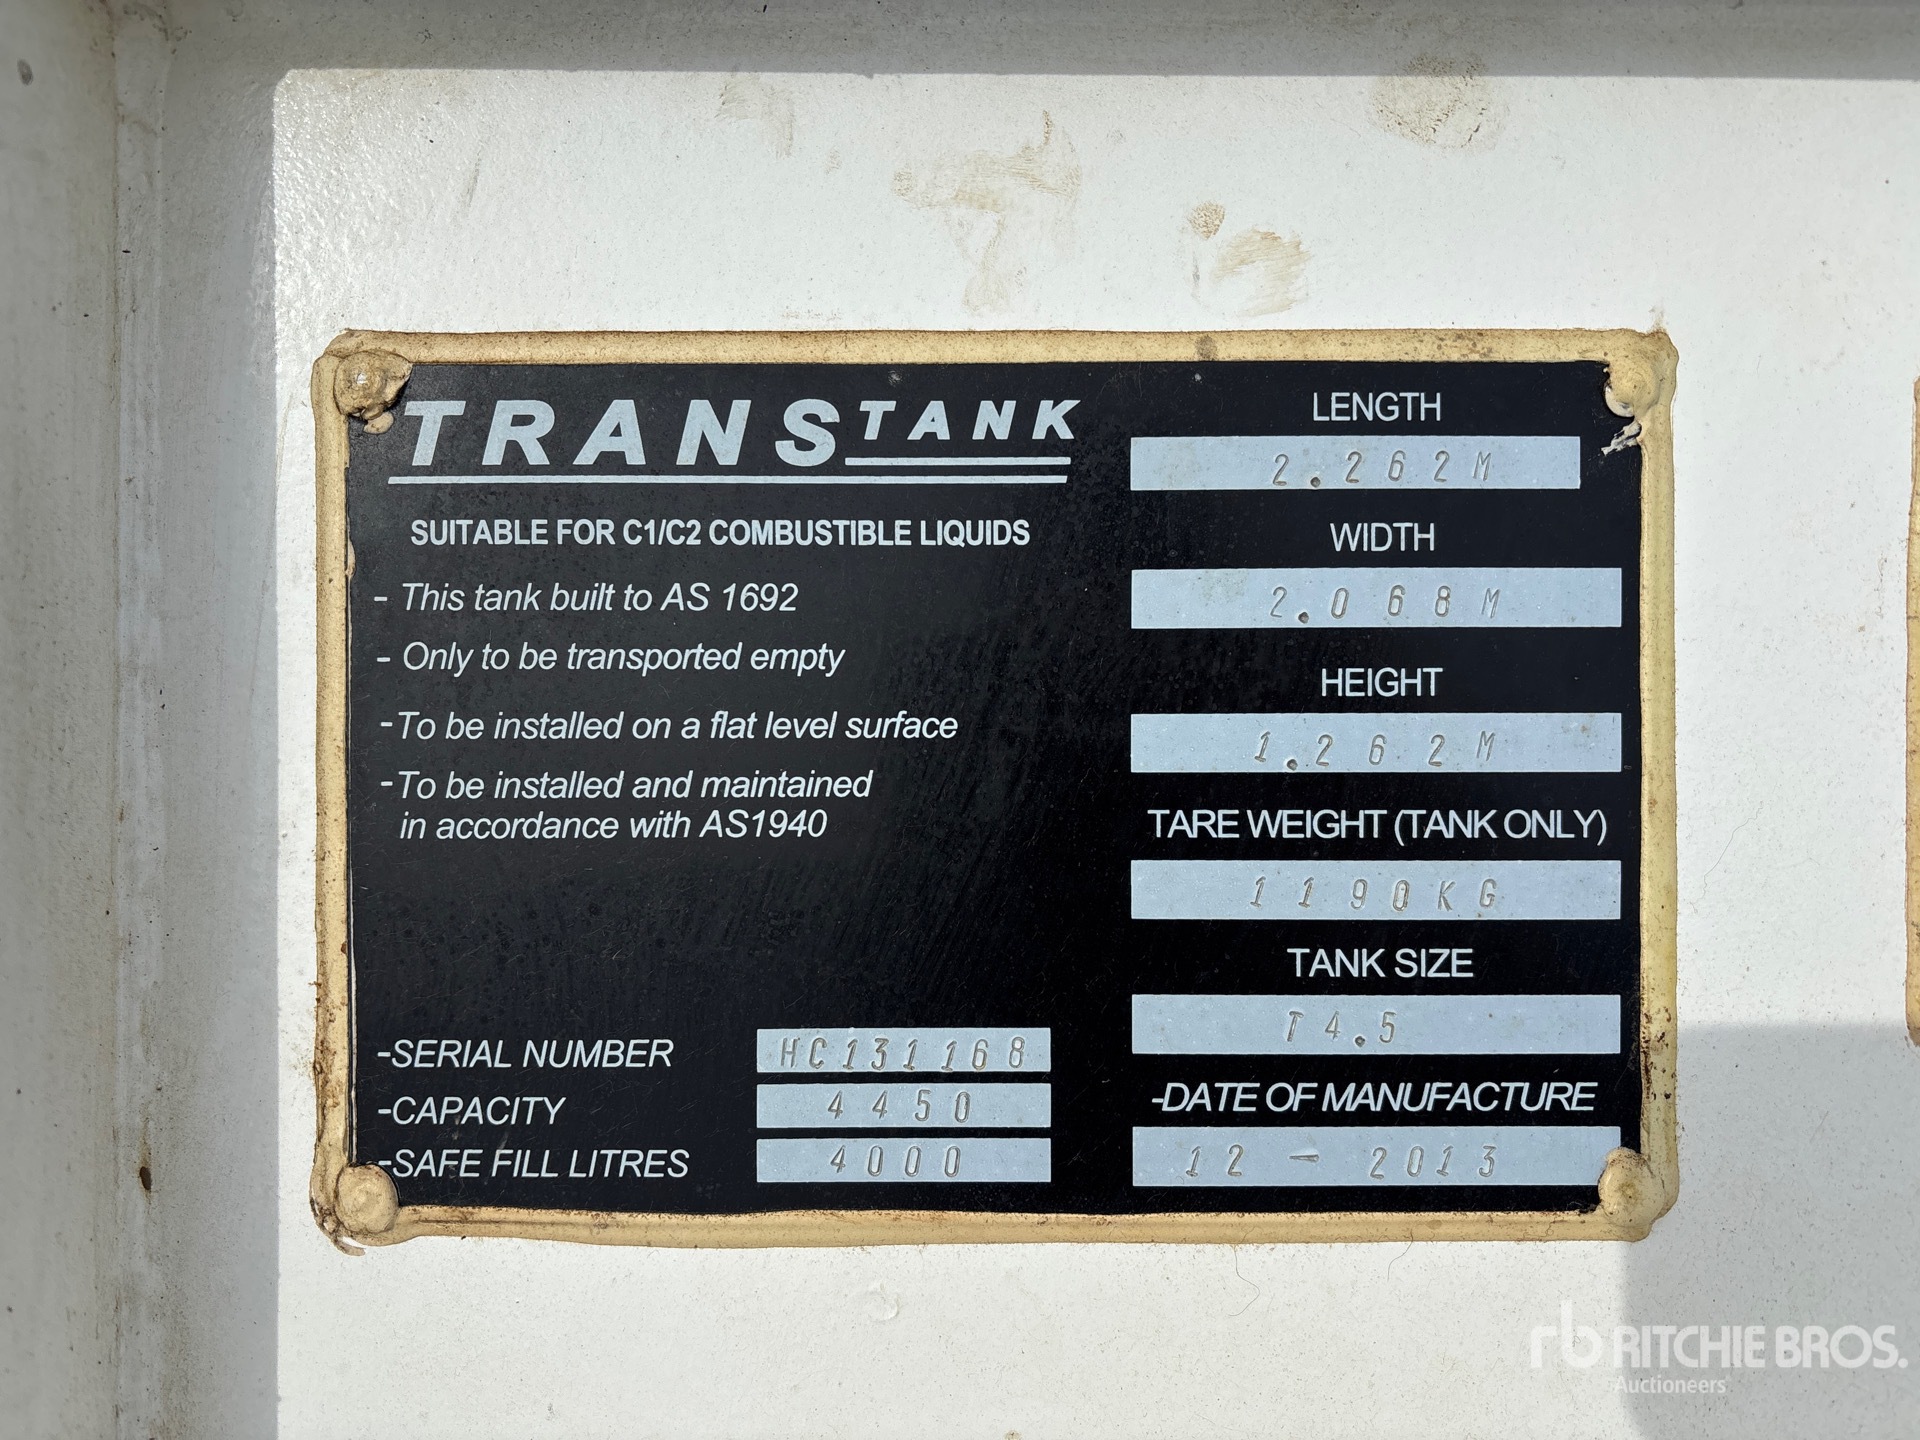 TRANSTANK
SUITABLE FOR C1/C2 COMBUSTIBLE LIQUIDS
- This tank built to AS 1692
- Only to be transported empty
-To be installed on a flat level surface
-To be installed and maintained
in accordance with AS1940
-SERIAL NUMBER HC131168
-CAPACITY 4450
-SAFE FILL LITRES 4000
LENGTH
2.262M
WIDTH
2.068M
HEIGHT
1.262M
TARE WEIGHT (TANK ONLY)
1190KG
TANK SIZE
T4.5
-DATE OF MANUFACTURE
12 - 2013
rb RITCHIE BROS.
Auctioneers